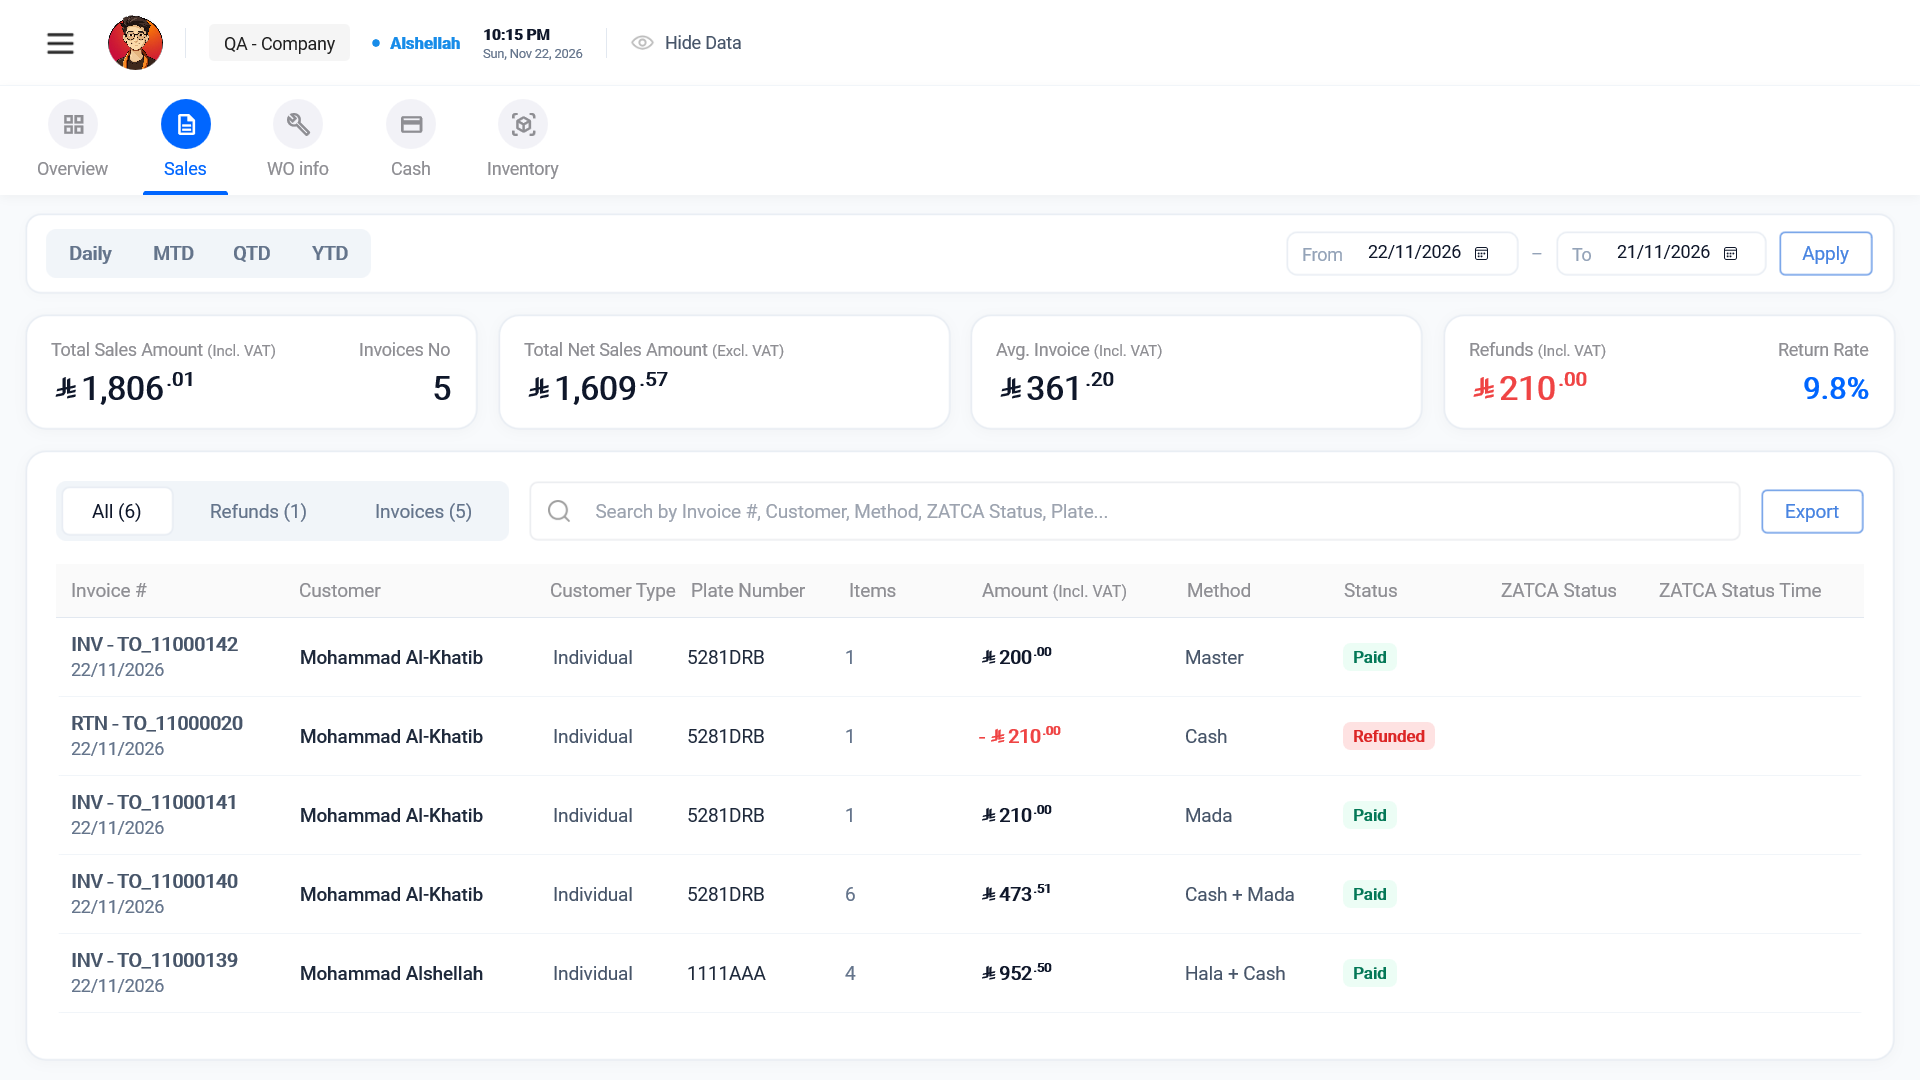 QA - Company
Alshellah
10:15 PM
Sun, Nov 22, 2026
Hide Data
Overview
Sales
WO info
Cash
Inventory
Daily
MTD
QTD
YTD
From 22/11/2026
–
To 21/11/2026
Apply
Total Sales Amount (Incl. VAT)
Invoices No
1,806.01
5
Total Net Sales Amount (Excl. VAT)
1,609.57
Avg. Invoice (Incl. VAT)
361.20
Refunds (Incl. VAT)
Return Rate
210.00
9.8%
All (6)
Refunds (1)
Invoices (5)
Search by Invoice #, Customer, Method, ZATCA Status, Plate...
Export
Invoice # Customer Customer Type Plate Number Items Amount (Incl. VAT) Method Status ZATCA Status ZATCA Status Time
INV - TO_11000142
22/11/2026
Mohammad Al-Khatib Individual 5281DRB 1 200.00 Master Paid
RTN - TO_11000020
22/11/2026
Mohammad Al-Khatib Individual 5281DRB 1 - 210.00 Cash Refunded
INV - TO_11000141
22/11/2026
Mohammad Al-Khatib Individual 5281DRB 1 210.00 Mada Paid
INV - TO_11000140
22/11/2026
Mohammad Al-Khatib Individual 5281DRB 6 473.51 Cash + Mada Paid
INV - TO_11000139
22/11/2026
Mohammad Alshellah Individual 1111AAA 4 952.50 Hala + Cash Paid